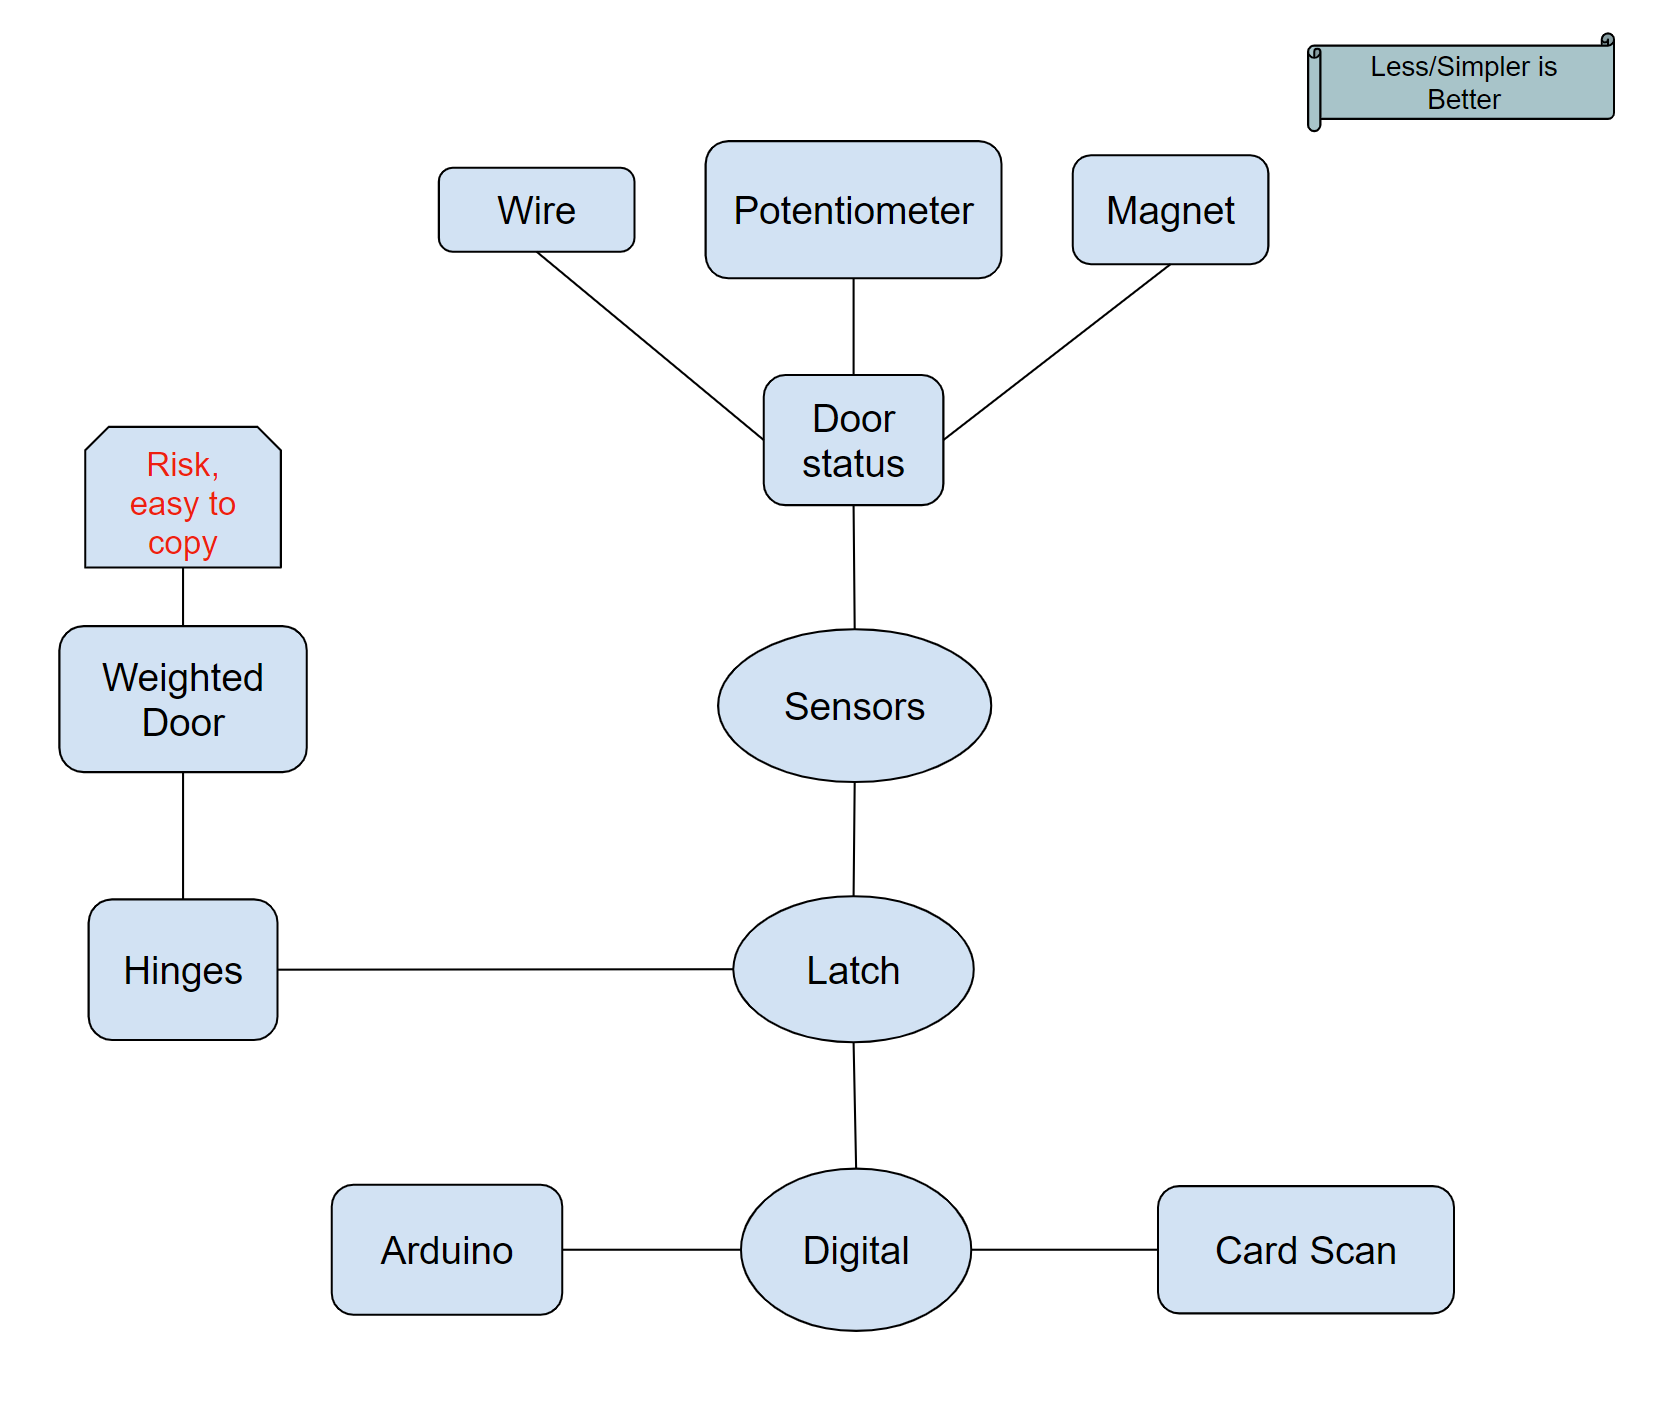 Less/Simpler is
Better
Wire
Potentiometer
Magnet
Door
status
Risk,
easy to
copy
Weighted
Door
Sensors
Hinges
Latch
Arduino
Digital
Card Scan